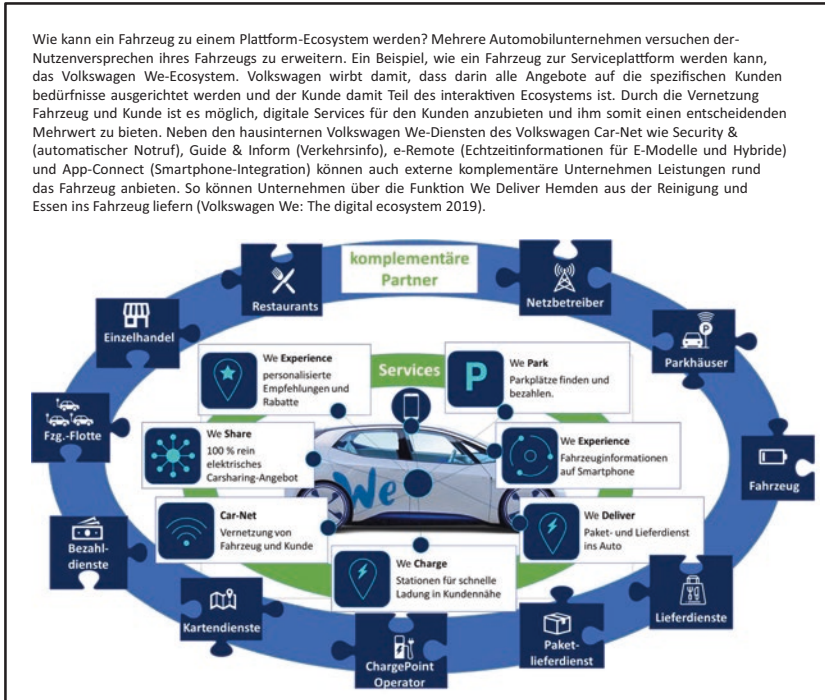 Wie kann ein Fahrzeug zu einem Plattform-Ecosystem werden? Mehrere Automobilunternehmen versuchen der-
Nutzenversprechen ihres Fahrzeugs zu erweitern. Ein Beispiel, wie ein Fahrzeug zur Serviceplattform werden kann,
das Volkswagen We-Ecosystem. Volkswagen wirbt damit, dass darin alle Angebote auf die spezifischen Kunden
bedürfnisse ausgerichtet werden und der Kunde damit Teil des interaktiven Ecosystems ist. Durch die Vernetzung
Fahrzeug und Kunde ist es möglich, digitale Services für den Kunden anzubieten und ihm somit einen entscheidenden
Mehrwert zu bieten. Neben den hausinternen Volkswagen We-Diensten des Volkswagen Car-Net wie Security &
(automatischer Notruf), Guide & Inform (Verkehrsinfo), e-Remote (Echtzeitinformationen für E-Modelle und Hybride)
und App-Connect (Smartphone-Integration) können auch externe komplementäre Unternehmen Leistungen rund
das Fahrzeug anbieten. So können Unternehmen über die Funktion We Deliver Hemden aus der Reinigung und
Essen ins Fahrzeug liefern (Volkswagen We: The digital ecosystem 2019).
komplementäre
Partner
Restaurants
Netzbetreiber
Einzelhandel
P
Parkhäuser
Fzg.-Flotte
Fahrzeug
Bezahl-
dienste
Lieferdienste
Kartendienste
Paket-
lieferdienst
ChargePoint
Operator
Services
We Experience
personalisierte
Empfehlungen und
Rabatte
P
We Park
Parkplätze finden und
bezahlen.
We Share
100 % rein
elektrisches
Carsharing-Angebot
We
We Experience
Fahrzeuginformationen
auf Smartphone
Car-Net
Vernetzung von
Fahrzeug und Kunde
We Deliver
Paket- und Lieferdienst
ins Auto
We Charge
Stationen für schnelle
Ladung in Kundennähe